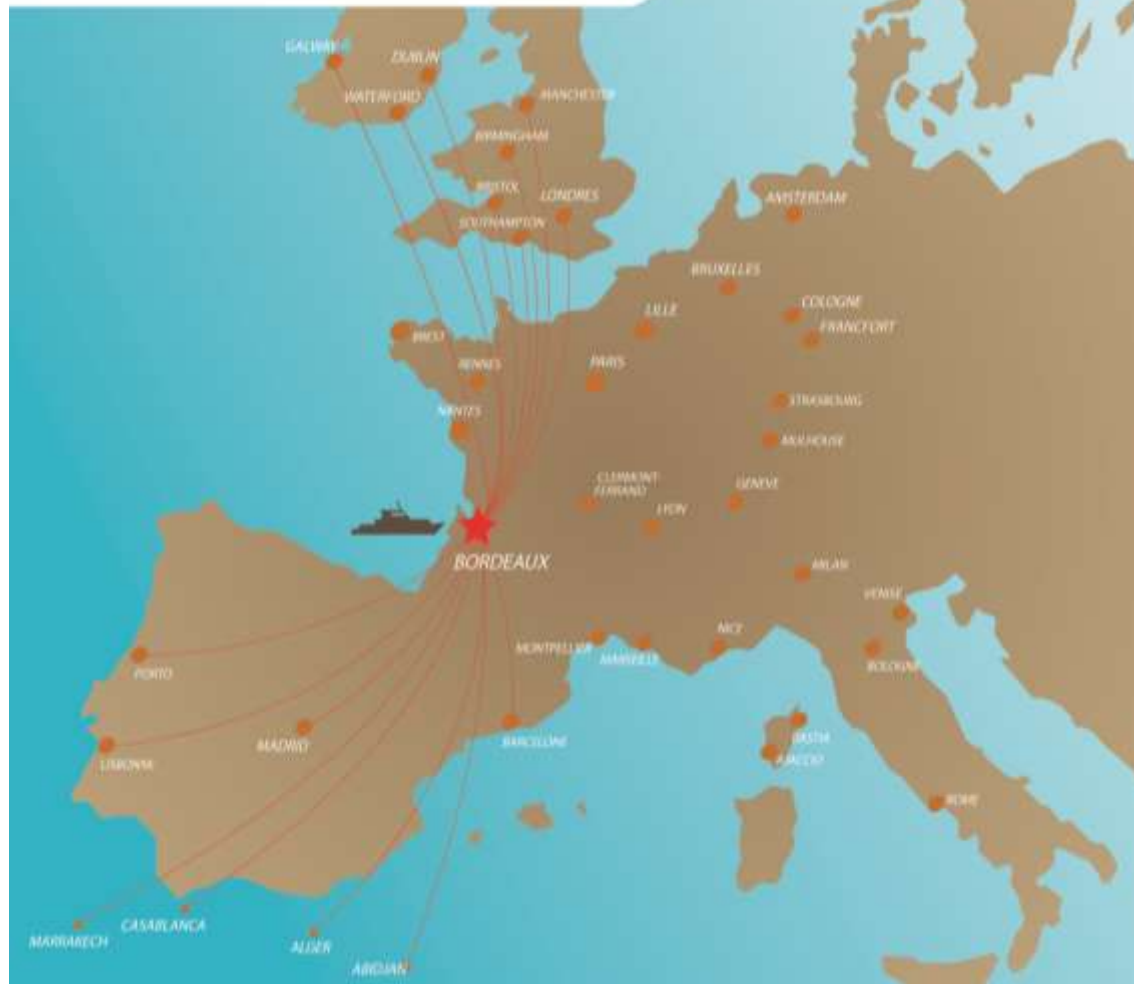 GALWAY
DUBLIN
WATERFORD
MANCHESTER
BIRMINGHAM
BRISTOL
LONDRES
SOUTHAMPTON
AMSTERDAM
BRUXELLES
COLOGNE
LILLE
FRANCFORT
BREST
RENNES
PARIS
STRASBOURG
NANTES
MULHOUSE
CLERMONT-
FERRAND
GENÈVE
LYON
BORDEAUX
MILAN
VENISE
NICE
MONTPELLIER
MARSEILLE
BOLOGNE
PORTO
MADRID
BARCELONE
BASTIA
LISBONNE
AJACCIO
ROME
CASABLANCA
MARRAKECH
ALGER
ABIDJAN